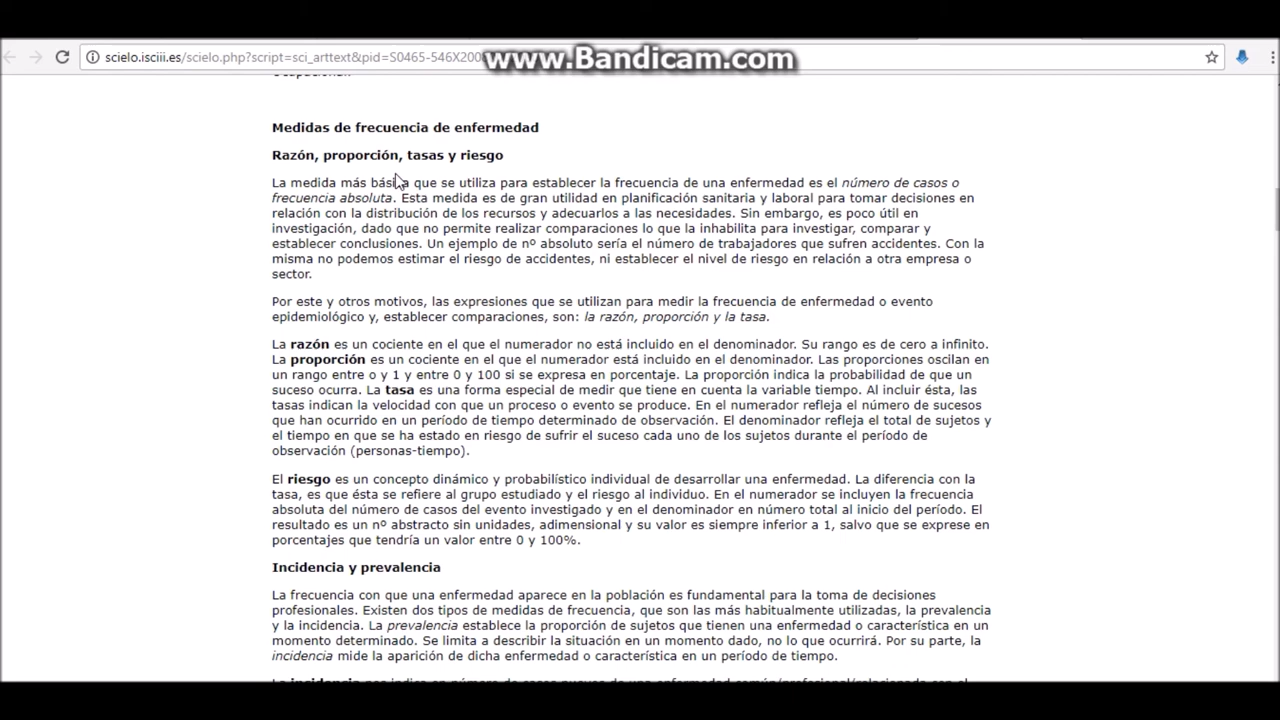 scielo.isciii.es/scielo.php?script=sci_arttext&pid=S0465-546X200
www.Bandicam.com
Medidas de frecuencia de enfermedad
Razón, proporción, tasas y riesgo
La medida más básica que se utiliza para establecer la frecuencia de una enfermedad es el número de casos o
frecuencia absoluta. Esta medida es de gran utilidad en planificación sanitaria y laboral para tomar decisiones en
relación con la distribución de los recursos y adecuarlos a las necesidades. Sin embargo, es poco útil en
investigación, dado que no permite realizar comparaciones lo que la inhabilita para investigar, comparar y
establecer conclusiones. Un ejemplo de nº absoluto sería el número de trabajadores que sufren accidentes. Con la
misma no podemos estimar el riesgo de accidentes, ni establecer el nivel de riesgo en relación a otra empresa o
sector.
Por este y otros motivos, las expresiones que se utilizan para medir la frecuencia de enfermedad o evento
epidemiológico y, establecer comparaciones, son: la razón, proporción y la tasa.
La razón es un cociente en el que el numerador no está incluido en el denominador. Su rango es de cero a infinito.
La proporción es un cociente en el que el numerador está incluido en el denominador. Las proporciones oscilan en
un rango entre o y 1 y entre 0 y 100 si se expresa en porcentaje. La proporción indica la probabilidad de que un
suceso ocurra. La tasa es una forma especial de medir que tiene en cuenta la variable tiempo. Al incluir ésta, las
tasas indican la velocidad con que un proceso o evento se produce. En el numerador refleja el número de sucesos
que han ocurrido en un período de tiempo determinado de observación. El denominador refleja el total de sujetos y
el tiempo en que se ha estado en riesgo de sufrir el suceso cada uno de los sujetos durante el período de
observación (personas-tiempo).
El riesgo es un concepto dinámico y probabilístico individual de desarrollar una enfermedad. La diferencia con la
tasa, es que ésta se refiere al grupo estudiado y el riesgo al individuo. En el numerador se incluyen la frecuencia
absoluta del número de casos del evento investigado y en el denominador en número total al inicio del período. El
resultado es un nº abstracto sin unidades, adimensional y su valor es siempre inferior a 1, salvo que se exprese en
porcentajes que tendría un valor entre 0 y 100%.
Incidencia y prevalencia
La frecuencia con que una enfermedad aparece en la población es fundamental para la toma de decisiones
profesionales. Existen dos tipos de medidas de frecuencia, que son las más habitualmente utilizadas, la prevalencia
y la incidencia. La prevalencia establece la proporción de sujetos que tienen una enfermedad o característica en un
momento determinado. Se limita a describir la situación en un momento dado, no lo que ocurrirá. Por su parte, la
incidencia mide la aparición de dicha enfermedad o característica en un período de tiempo.